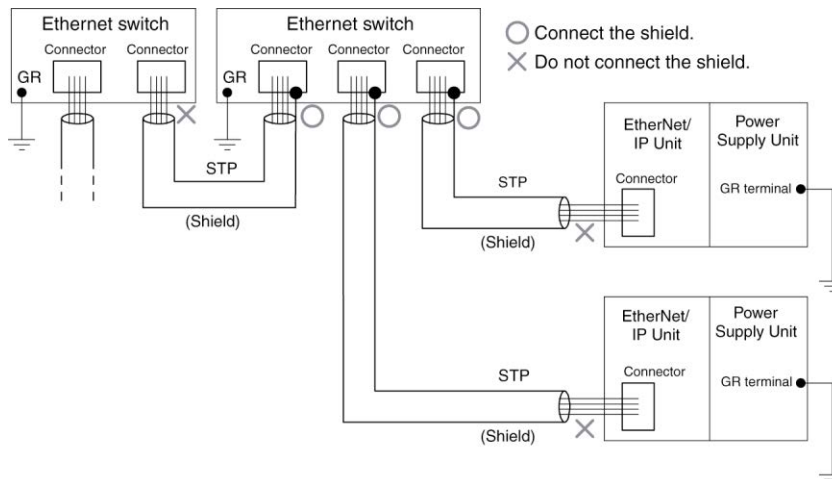 Ethernet switch
Connector
Connector
GR
Ethernet switch
Connector
Connector
Connector
GR
Connect the shield.
Do not connect the shield.
STP
(Shield)
STP
(Shield)
EtherNet/
IP Unit
Connector
Power
Supply Unit
GR terminal
STP
(Shield)
EtherNet/
IP Unit
Connector
Power
Supply Unit
GR terminal